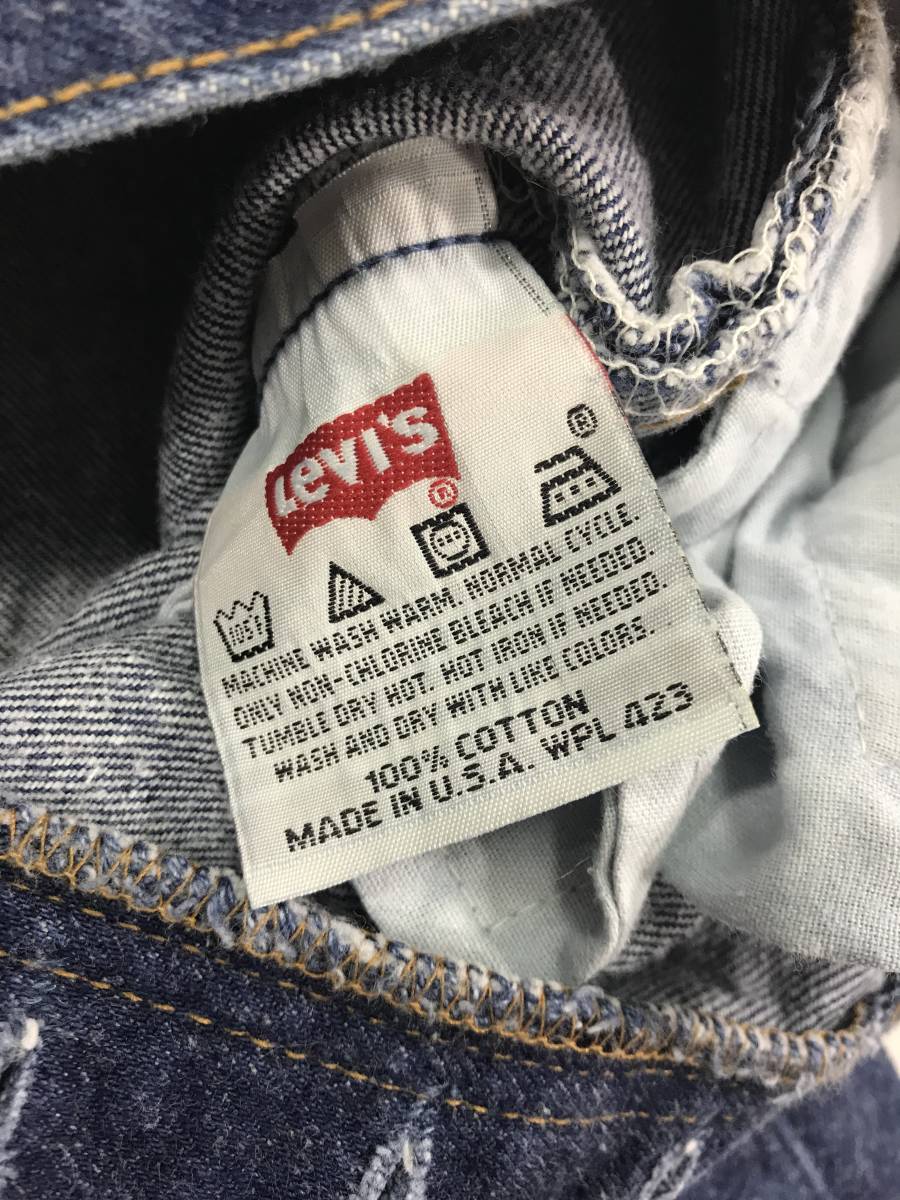 Levi's®
®
105F
MACHINE WASH WARM. NORMAL CYCLE.
ONLY NON-CHLORINE BLEACH IF NEEDED.
TUMBLE DRY HOT. HOT IRON IF NEEDED.
WASH AND DRY WITH LIKE COLORS.
100% COTTON
MADE IN U.S.A. WPL 423